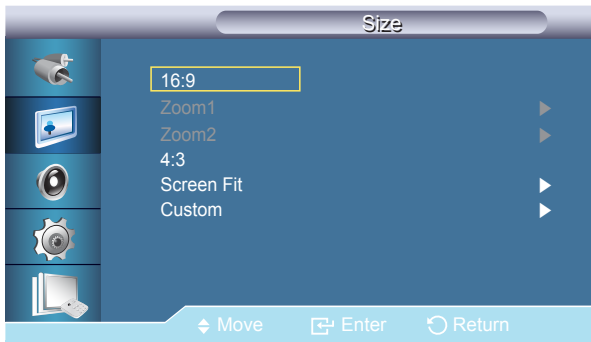 Size
16:9
Zoom1
Zoom2
4:3
Screen Fit
Custom
Move Enter Return